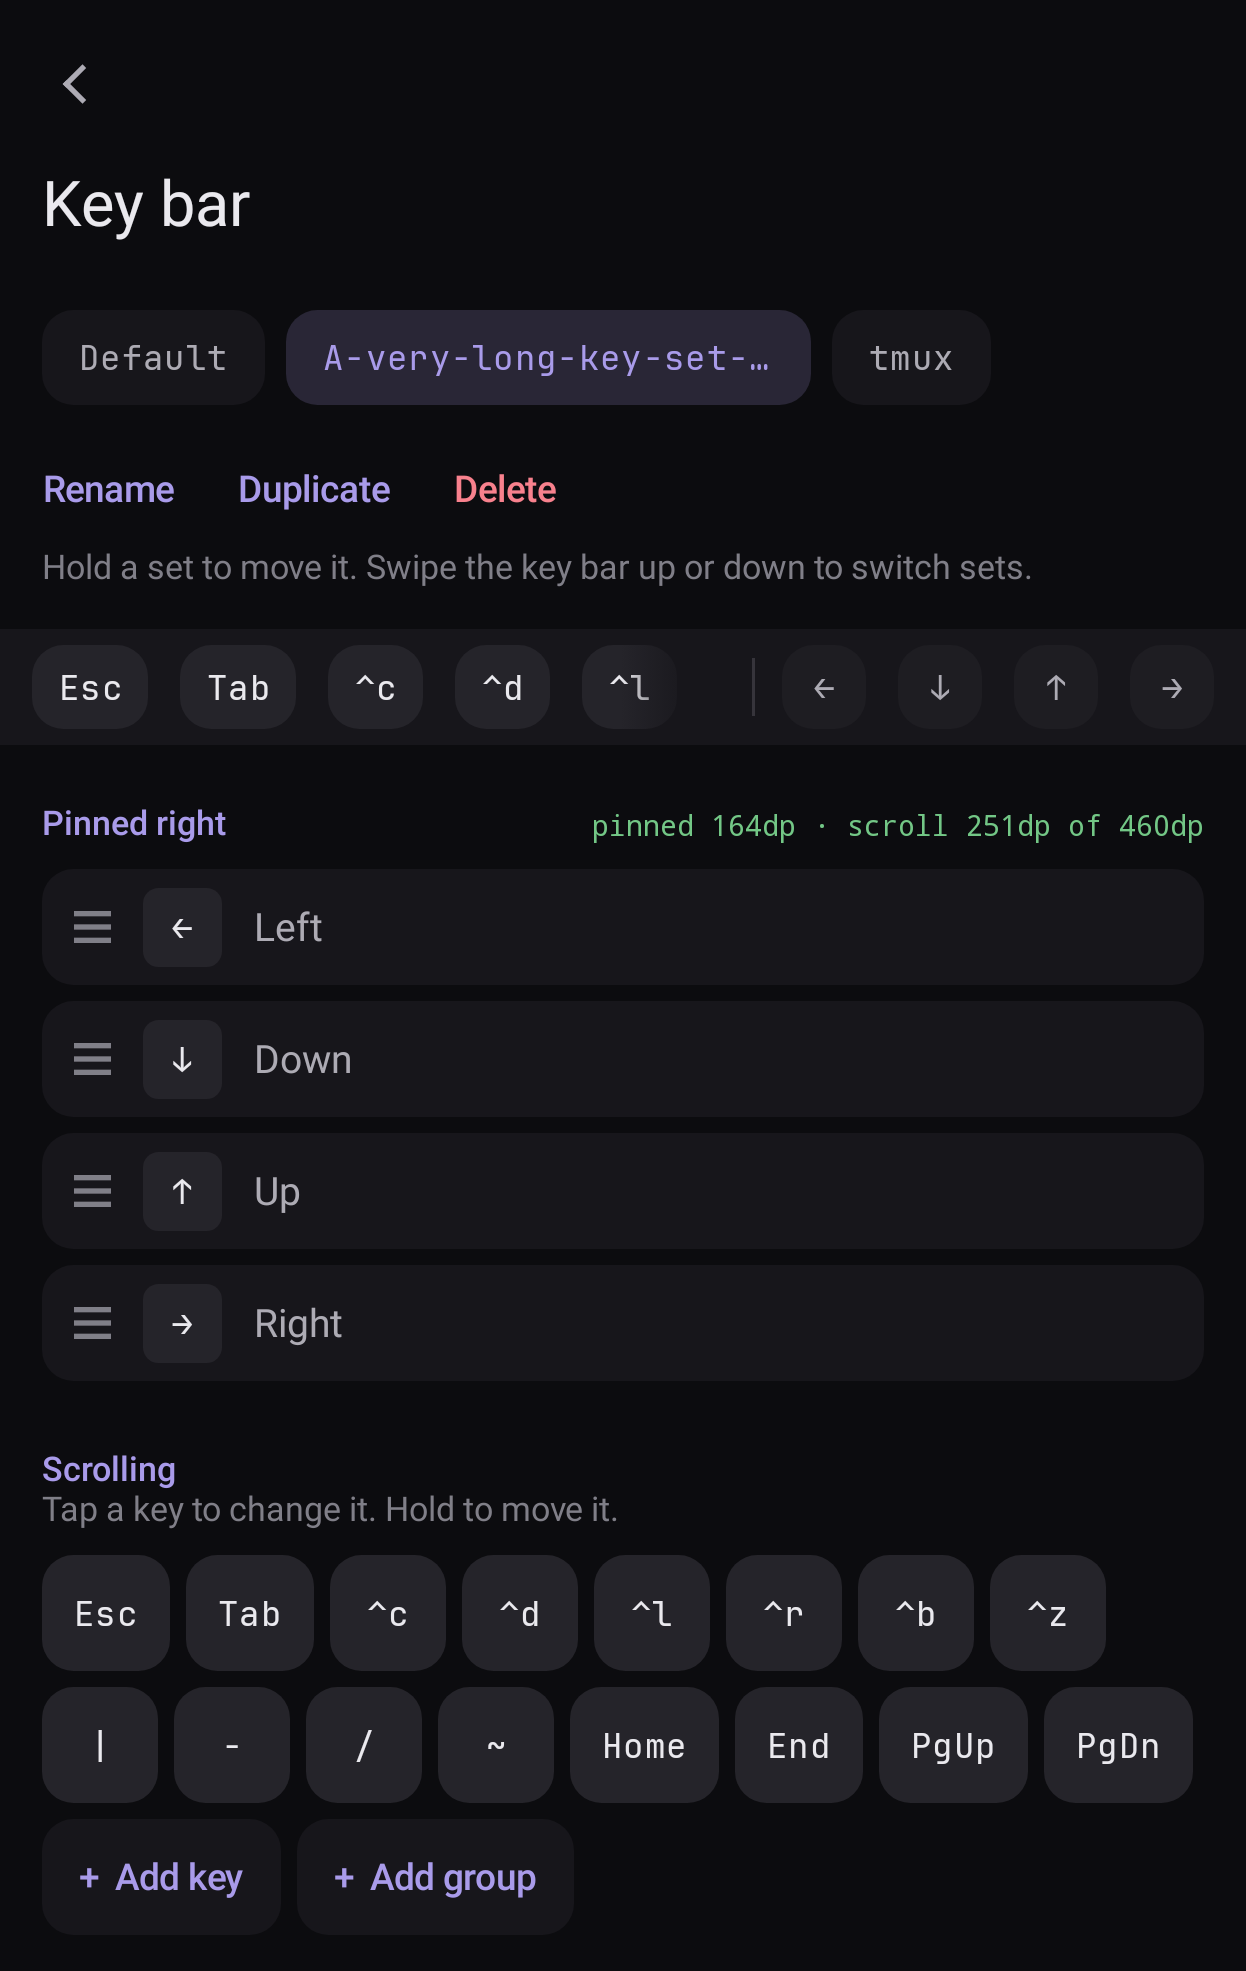 Key bar
Default A-very-long-key-set-… tmux
Rename Duplicate Delete
Hold a set to move it. Swipe the key bar up or down to switch sets.
Esc Tab ^c ^d ^l ← ↓ ↑ →
Pinned right pinned 164dp · scroll 251dp of 460dp
← Left
↓ Down
↑ Up
→ Right
Scrolling
Tap a key to change it. Hold to move it.
Esc Tab ^c ^d ^l ^r ^b ^z
| - / ~ Home End PgUp PgDn
+ Add key + Add group